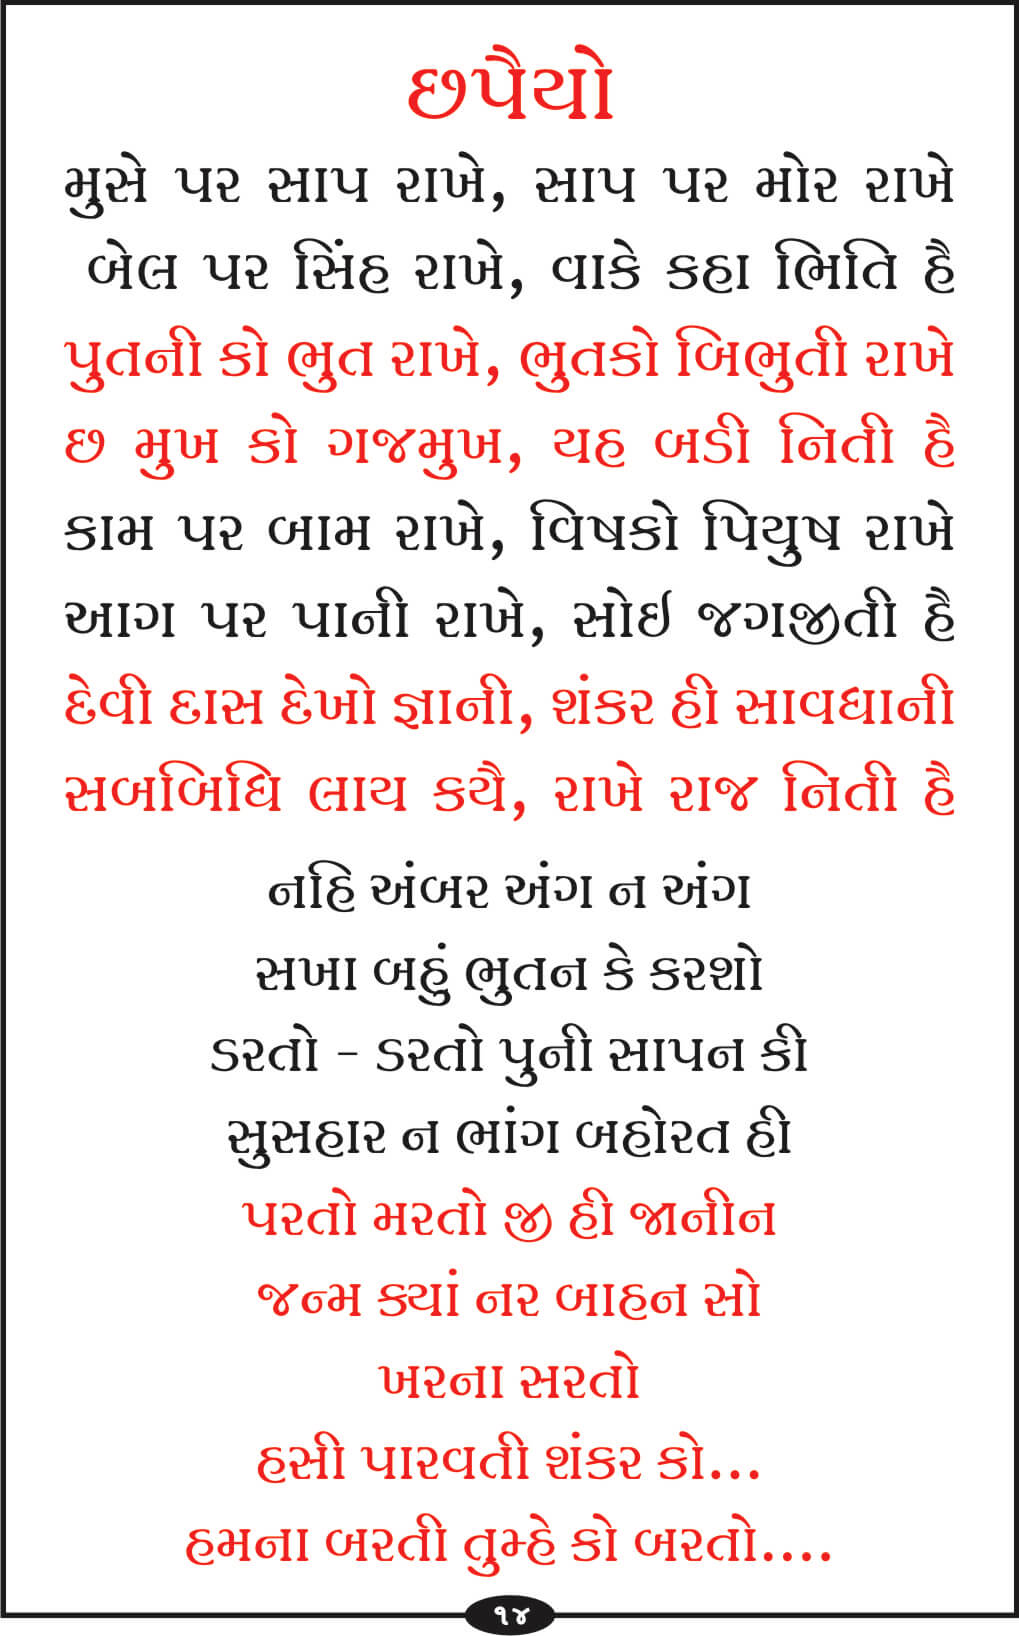 છપૈયો
મુસે પર સાપ રાખે, સાપ પર મોર રાખે
બેલ પર સિંહ રાખે, વાકે કહા ભિતિ હૈ
પુતની કો ભુત રાખે, ભુતકો બિભુતી રાખે
છ મુખ કો ગજમુખ, યહ બડી નિતી હૈ
કામ પર બામ રાખે, વિષકો પિયુષ રાખે
આગ પર પાની રાખે, સોઇ જગજીતી હૈ
દેવી દાસ દેખો જ્ઞાની, શંકર હી સાવધાની
સબબિધિ લાય કયૈ, રાખે રાજ નિતી હૈ
નહિ અંબર અંગ ન અંગ
સખા બહું ભુતન કે કરશો
ડરતો - ડરતો પુની સાપન કી
સુસહાર ન ભાંગ બહોરત હી
પરતો મરતો જી હી જાનીન
જન્મ ક્યાં નર બાહન સો
ખરના સરતો
હસી પારવતી શંકર કો...
હમના બરતી તુમ્હે કો બરતો....
૧૪